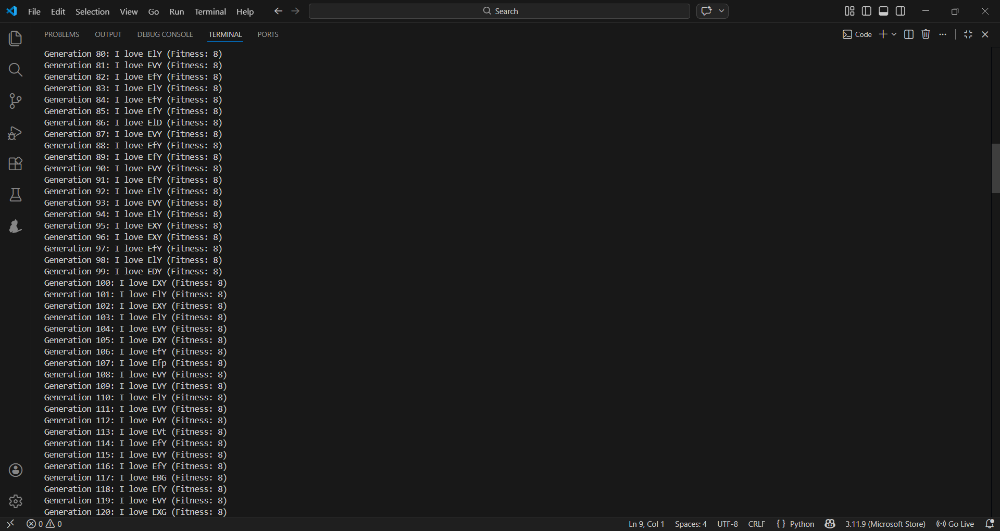 File Edit Selection View Go Run Terminal Help Search
PROBLEMS OUTPUT DEBUG CONSOLE TERMINAL PORTS Code
Generation 80: I love ElY (Fitness: 8)
Generation 81: I love EVY (Fitness: 8)
Generation 82: I love EfY (Fitness: 8)
Generation 83: I love ElY (Fitness: 8)
Generation 84: I love EfY (Fitness: 8)
Generation 85: I love EfY (Fitness: 8)
Generation 86: I love ElD (Fitness: 8)
Generation 87: I love EVY (Fitness: 8)
Generation 88: I love EfY (Fitness: 8)
Generation 89: I love EfY (Fitness: 8)
Generation 90: I love EVY (Fitness: 8)
Generation 91: I love EfY (Fitness: 8)
Generation 92: I love ElY (Fitness: 8)
Generation 93: I love EVY (Fitness: 8)
Generation 94: I love ElY (Fitness: 8)
Generation 95: I love EXY (Fitness: 8)
Generation 96: I love EXY (Fitness: 8)
Generation 97: I love EfY (Fitness: 8)
Generation 98: I love ElY (Fitness: 8)
Generation 99: I love EDY (Fitness: 8)
Generation 100: I love EXY (Fitness: 8)
Generation 101: I love ElY (Fitness: 8)
Generation 102: I love EXY (Fitness: 8)
Generation 103: I love ElY (Fitness: 8)
Generation 104: I love EVY (Fitness: 8)
Generation 105: I love EXY (Fitness: 8)
Generation 106: I love EfY (Fitness: 8)
Generation 107: I love Efp (Fitness: 8)
Generation 108: I love EVY (Fitness: 8)
Generation 109: I love EVY (Fitness: 8)
Generation 110: I love ElY (Fitness: 8)
Generation 111: I love EVY (Fitness: 8)
Generation 112: I love EVY (Fitness: 8)
Generation 113: I love EVt (Fitness: 8)
Generation 114: I love EfY (Fitness: 8)
Generation 115: I love EVY (Fitness: 8)
Generation 116: I love EfY (Fitness: 8)
Generation 117: I love EBG (Fitness: 8)
Generation 118: I love EfY (Fitness: 8)
Generation 119: I love EVY (Fitness: 8)
Generation 120: I love EXG (Fitness: 8)
0 0 Ln 9, Col 1 Spaces: 4 UTF-8 CRLF { } Python 3.11.9 (Microsoft Store) Go Live